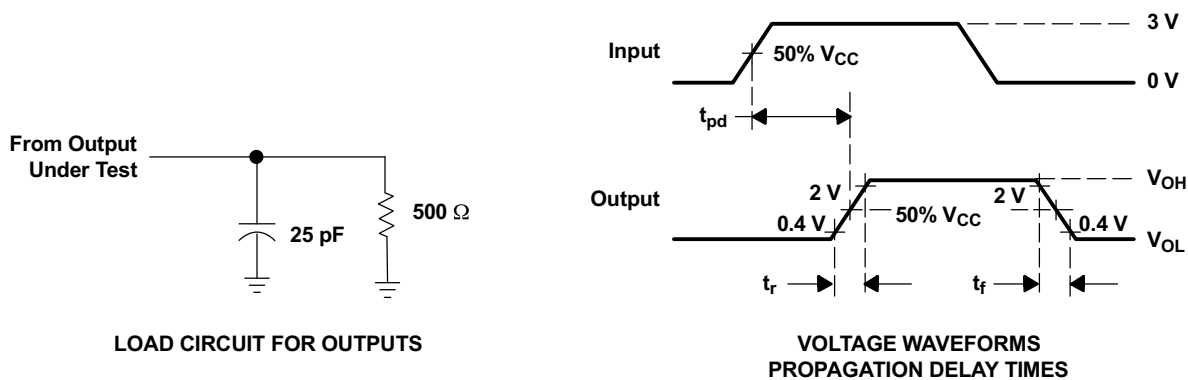 From Output
Under Test
25 pF
500 Ω
LOAD CIRCUIT FOR OUTPUTS
Input
50% VCC
3 V
0 V
tpd
Output
2 V
0.4 V
50% VCC
2 V
0.4 V
VOH
VOL
tr
tf
VOLTAGE WAVEFORMS
PROPAGATION DELAY TIMES